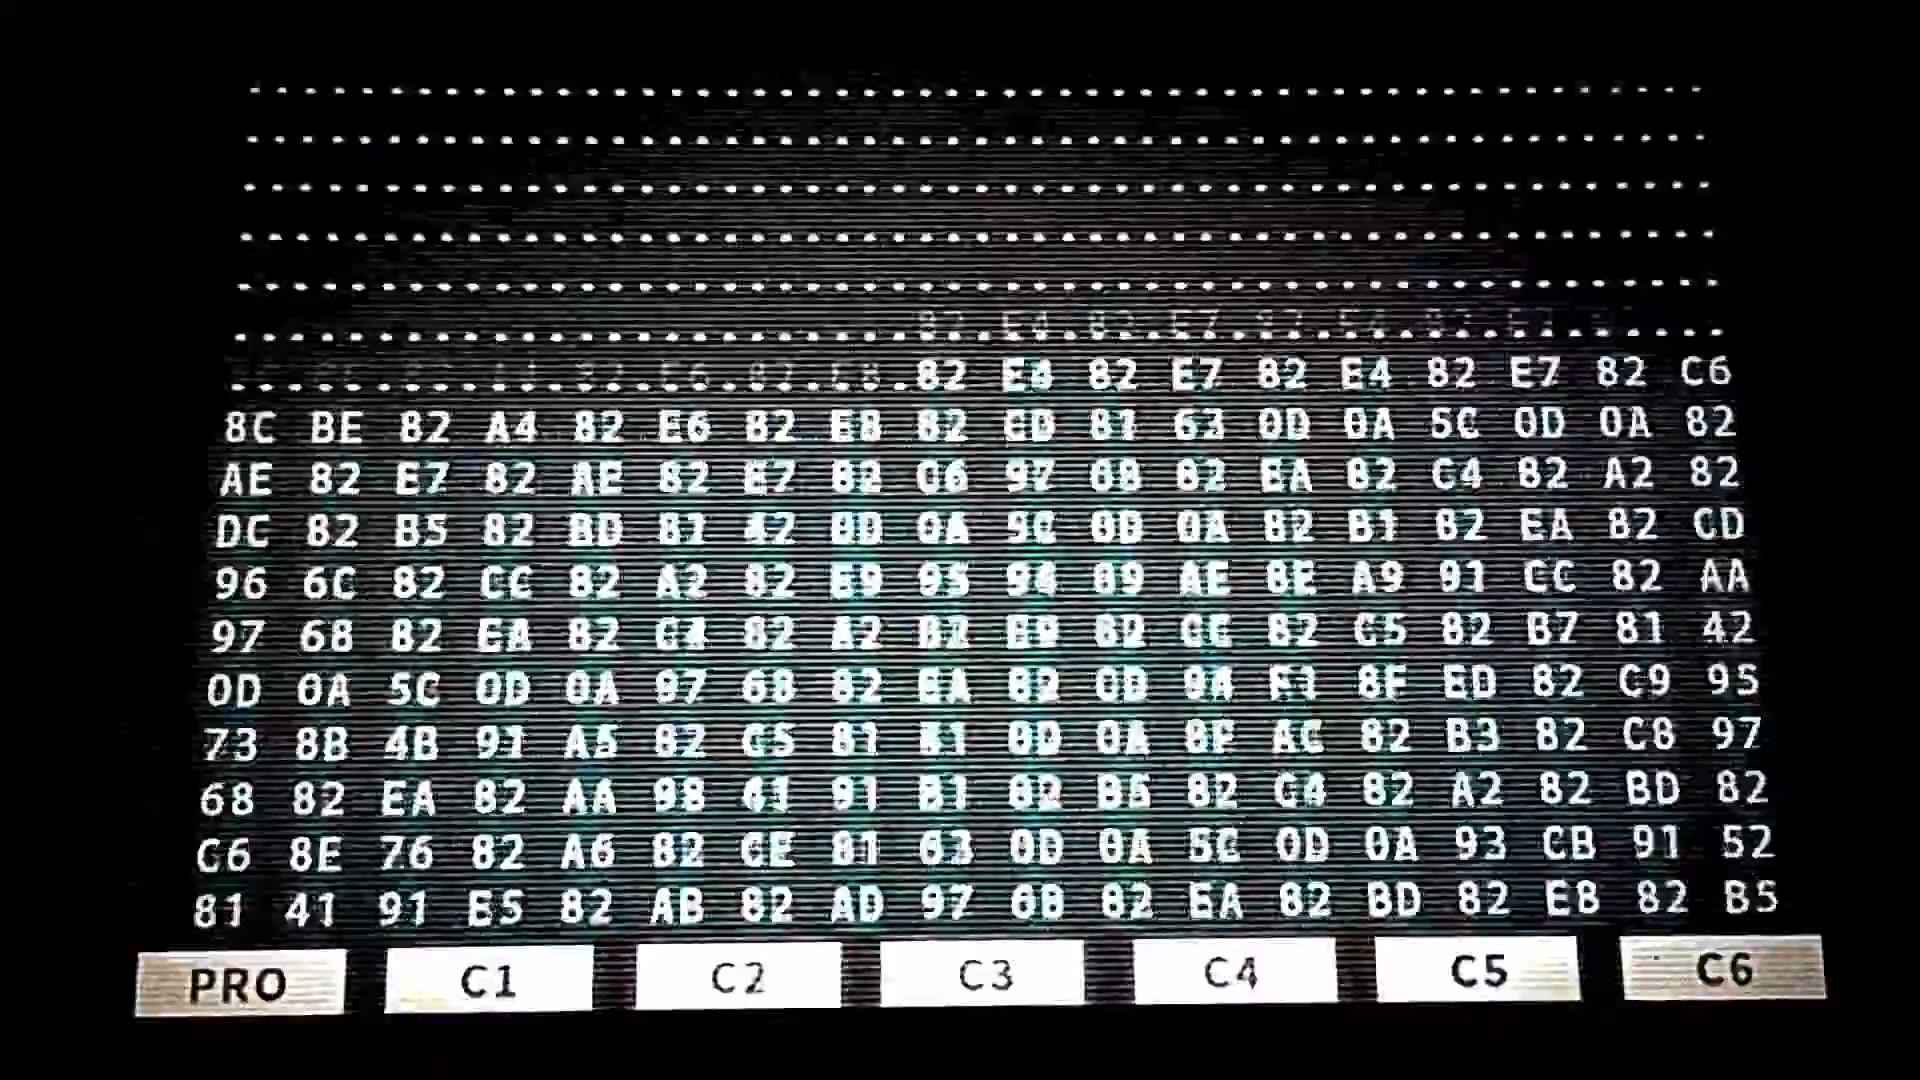 82 E4 82 E7 82 E4 82 E7 82 C6
8C BE 82 A4 82 E6 82 E8 82 CD 81 63 0D 0A 5C 0D 0A 82
AE 82 E7 82 AE 82 E7 82 C6 97 68 82 EA 82 C4 82 A2 82
DC 82 B5 82 BD 81 42 0D 0A 5C 0D 0A 82 B1 82 EA 82 CD
96 6C 82 CC 82 A2 82 E9 95 94 89 AE 8E A9 91 CC 82 AA
97 68 82 EA 82 C4 82 A2 82 E9 82 CC 82 C5 82 B7 81 42
0D 0A 5C 0D 0A 97 68 82 EA 82 CD 94 F1 8F ED 82 C9 95
73 8B 4B 91 A5 82 C5 81 41 0D 0A 8F AC 82 B3 82 C8 97
68 82 EA 82 AA 98 41 91 B1 82 B5 82 C4 82 A2 82 BD 82
C6 8E 76 82 A6 82 CE 81 63 0D 0A 5C 0D 0A 93 CB 91 52
81 41 91 E5 82 AB 82 AD 97 68 82 EA 82 BD 82 E8 82 B5
PRO C1 C2 C3 C4 C5 C6